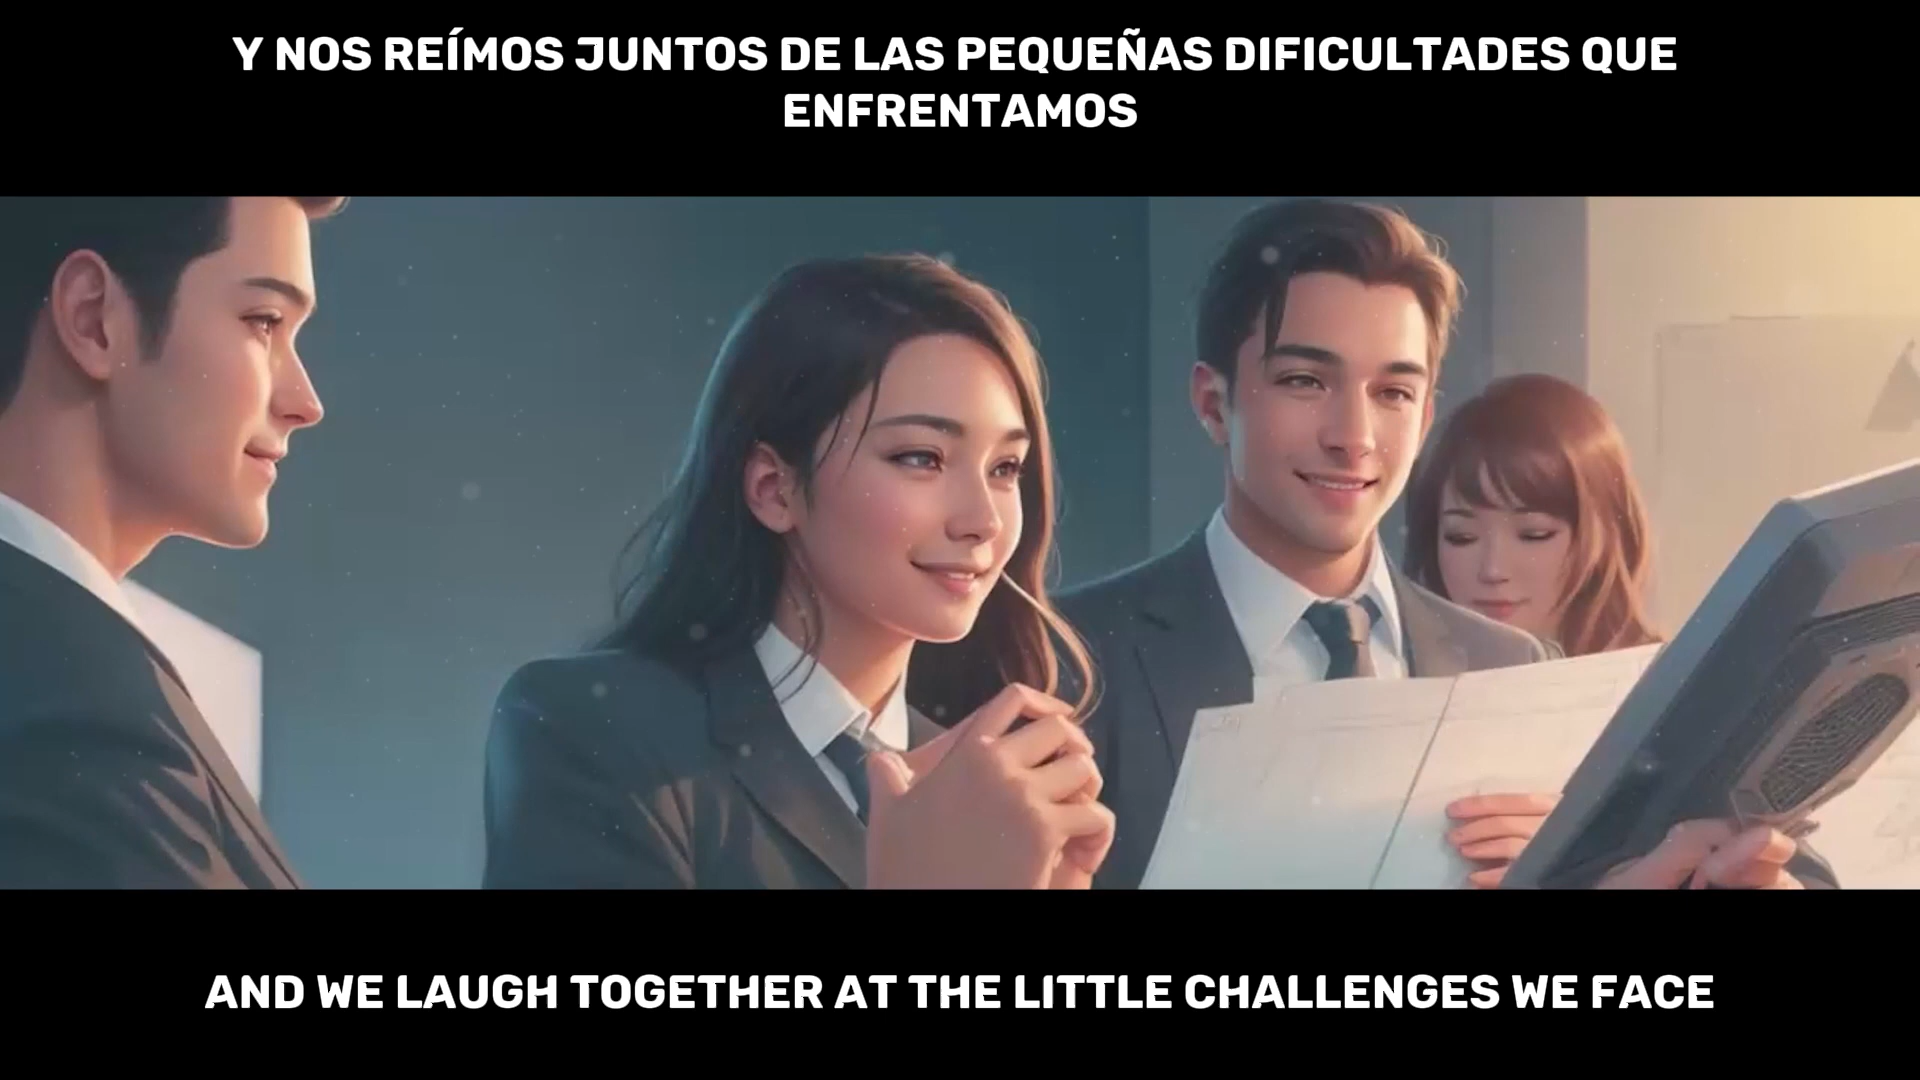 Y NOS REÍMOS JUNTOS DE LAS PEQUEÑAS DIFICULTADES QUE
ENFRENTAMOS
AND WE LAUGH TOGETHER AT THE LITTLE CHALLENGES WE FACE